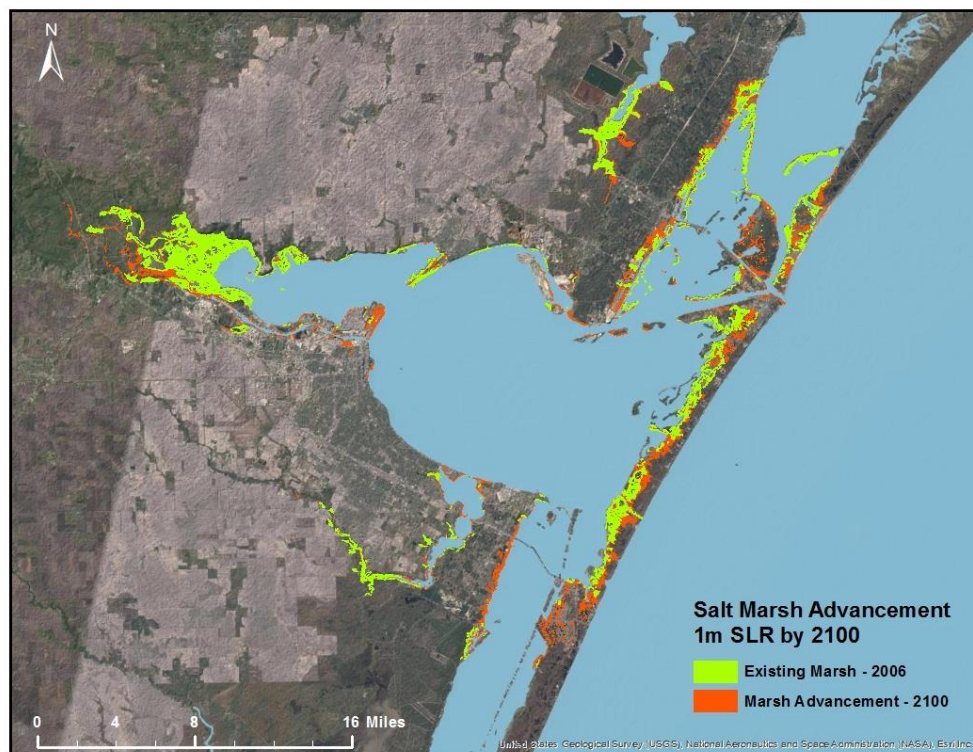 N
Salt Marsh Advancement
1m SLR by 2100
Existing Marsh - 2006
Marsh Advancement - 2100
0 4 8 16 Miles
United States Geological Survey (USGS), National Aeronautics and Space Administration (NASA), Esri Inc.